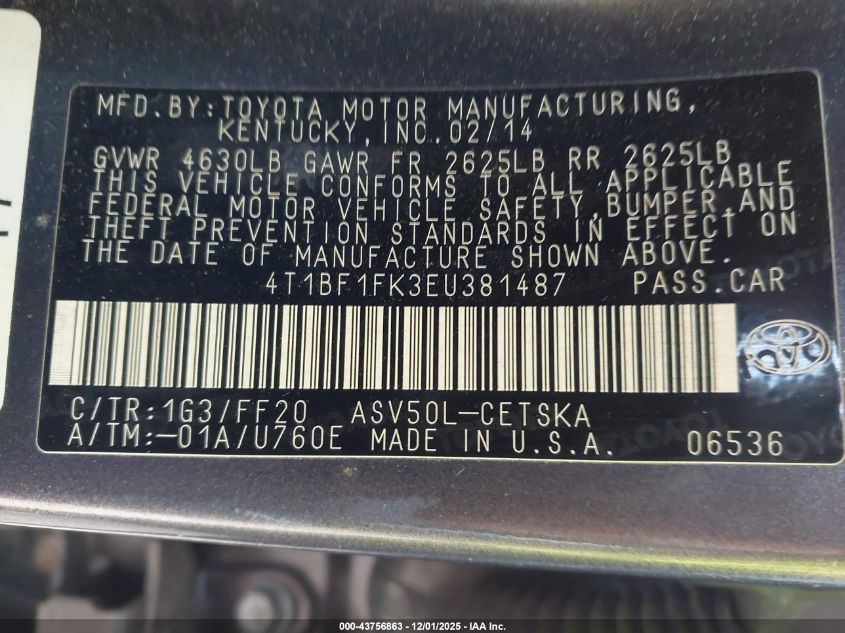 MFD.BY:TOYOTA MOTOR MANUFACTURING,
KENTUCKY,INC.02/14
GVWR 4630LB GAWR FR 2625LB RR 2625LB
THIS VEHICLE CONFORMS TO ALL APPLICABLE
FEDERAL MOTOR VEHICLE SAFETY,BUMPER,AND
THEFT PREVENTION STANDARDS IN EFFECT ON
THE DATE OF MANUFACTURE SHOWN ABOVE.
4T1BF1FK3EU381487 PASS.CAR
C/TR:1G3/FF20 ASV50L-CETSKA
A/TM:-01A/U760E MADE IN U.S.A. 06536
000-43756863 - 12/01/2025 - IAA Inc.